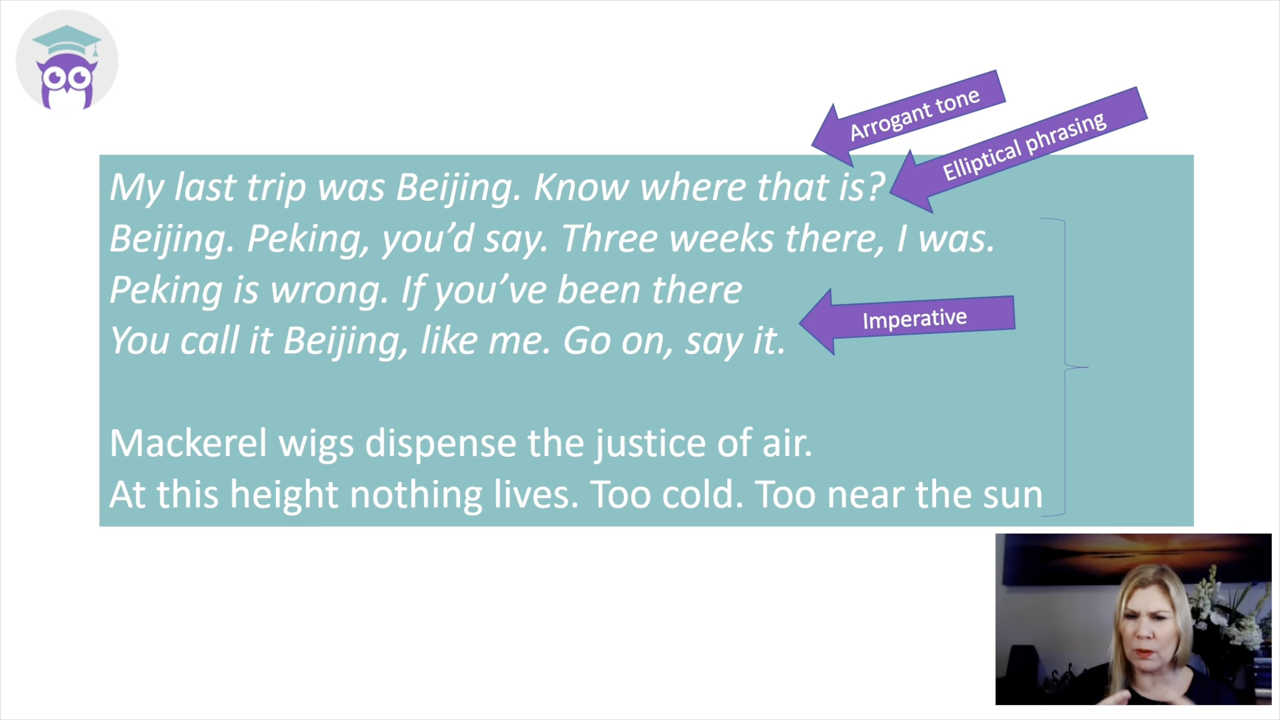 Arrogant tone
Elliptical phrasing
My last trip was Beijing. Know where that is?
Beijing. Peking, you’d say. Three weeks there, I was.
Peking is wrong. If you’ve been there
Imperative
You call it Beijing, like me. Go on, say it.
Mackerel wigs dispense the justice of air.
At this height nothing lives. Too cold. Too near the sun